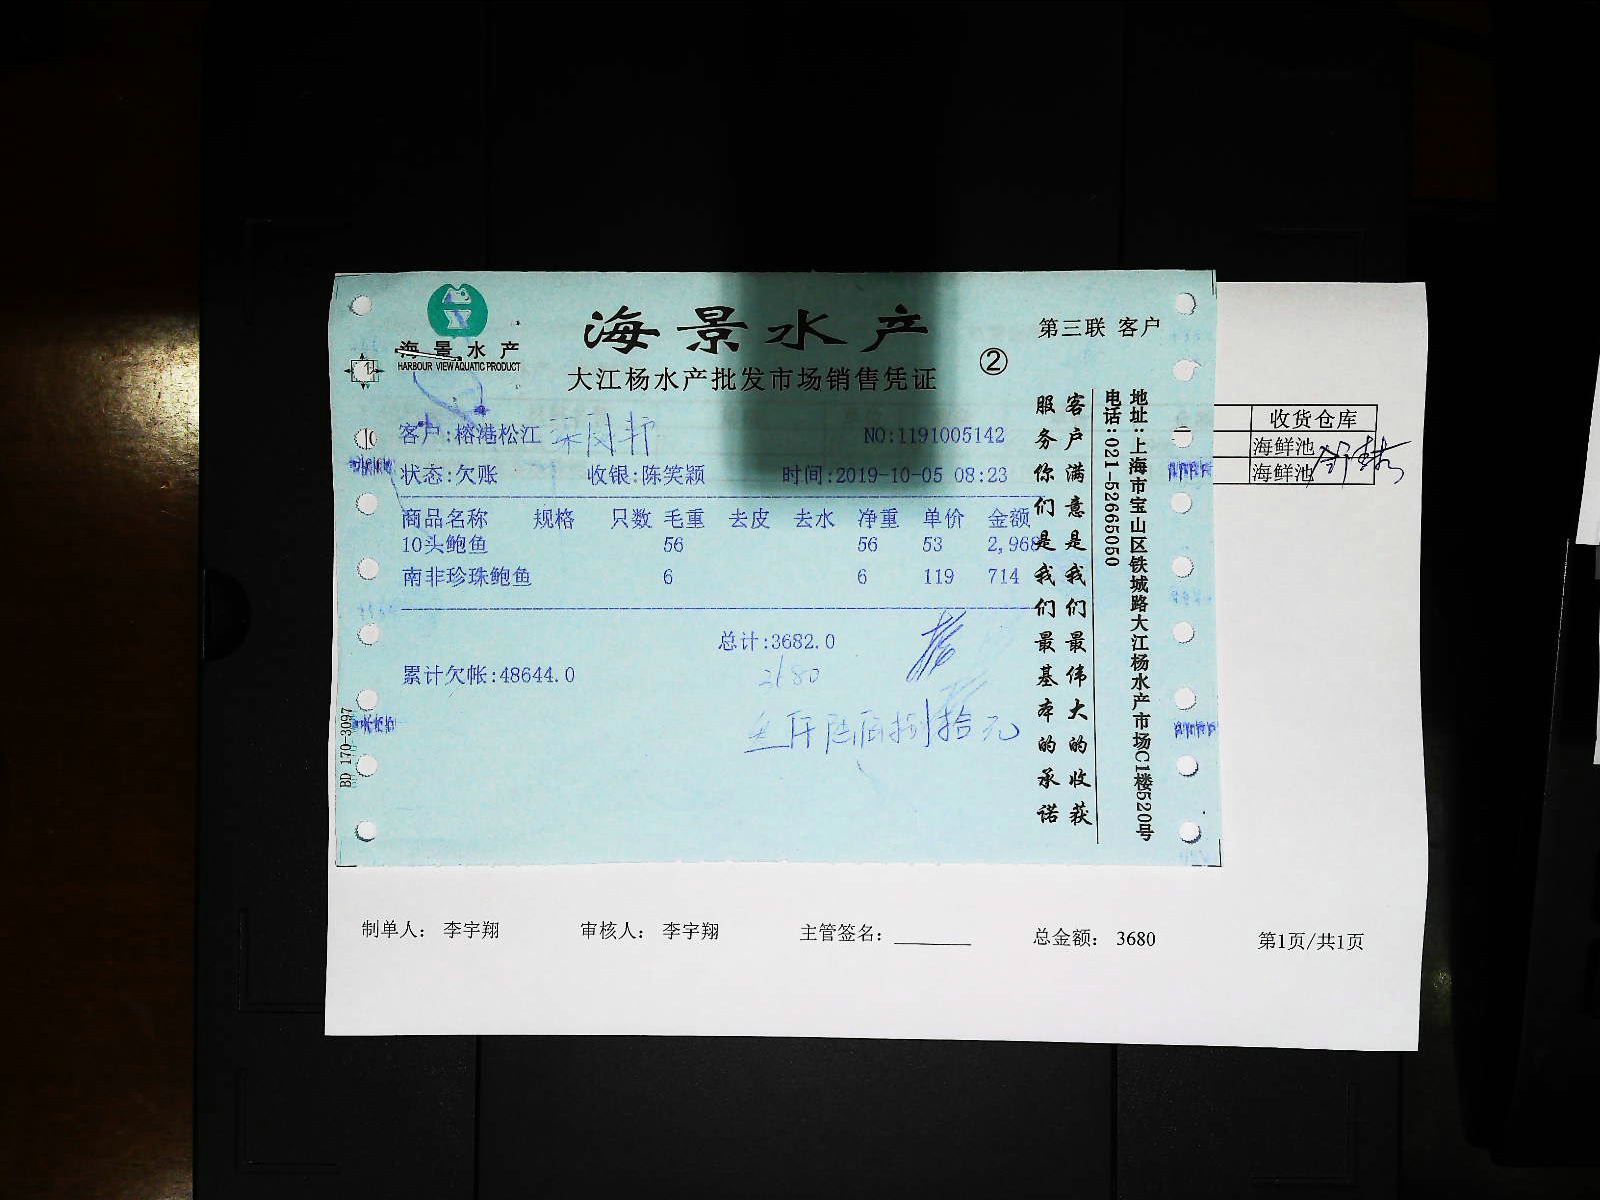 海景水产
HARBOUR VIEW AQUATIC PRODUCT
海景水产
大江杨水产批发市场销售凭证
②
第三联 客户
客户:榕港松江
NO:1191005142
状态:欠账 收银:陈笑颖 时间:2019-10-05 08:23
商品名称 规格 只数 毛重 去皮 去水 净重 单价 金额
10头鲍鱼 56 56 53 2,968
南非珍珠鲍鱼 6 6 119 714
总计:3682.0
3680
累计欠帐:48644.0
叁仟陆佰捌拾元
客户满意是我们最伟大的收获
服务你们是我们最基本的承诺
地址:上海市宝山区铁城路大江杨水产市场C1楼520号
电话:021-52665050
BD 170-3097
收货仓库
海鲜池
海鲜池
制单人: 李宇翔 审核人: 李宇翔 主管签名: 总金额: 3680 第1页/共1页